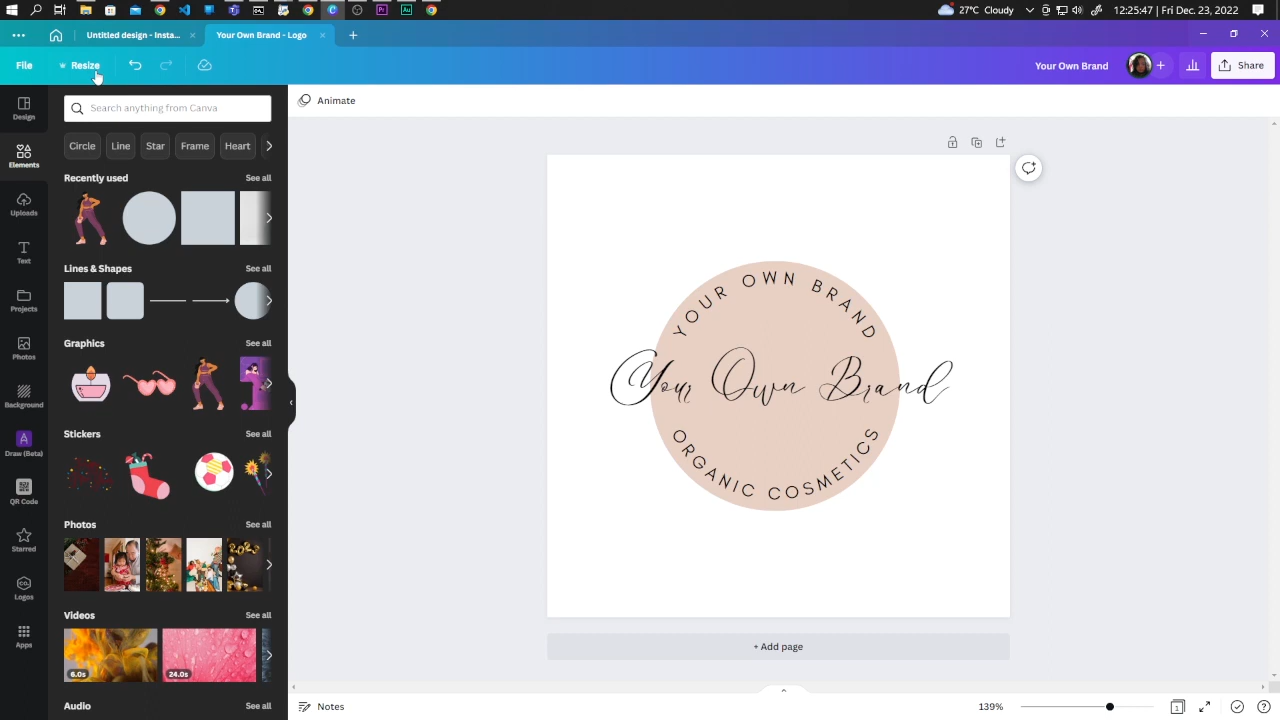 27°C Cloudy
12:25:47 | Fri Dec 23, 2022
Untitled design - Insta...
Your Own Brand - Logo
File
Resize
Your Own Brand
Share
Design
Elements
Uploads
Text
Projects
Photos
Background
Draw (Beta)
QR Code
Starred
Logos
Apps
Search anything from Canva
Circle
Line
Star
Frame
Heart
Recently used
See all
Lines & Shapes
See all
Graphics
See all
Stickers
See all
Photos
See all
Videos
See all
6.0s
24.0s
Audio
See all
Animate
YOUR OWN BRAND
Your Own Brand
ORGANIC COSMETICS
+ Add page
Notes
139%
1